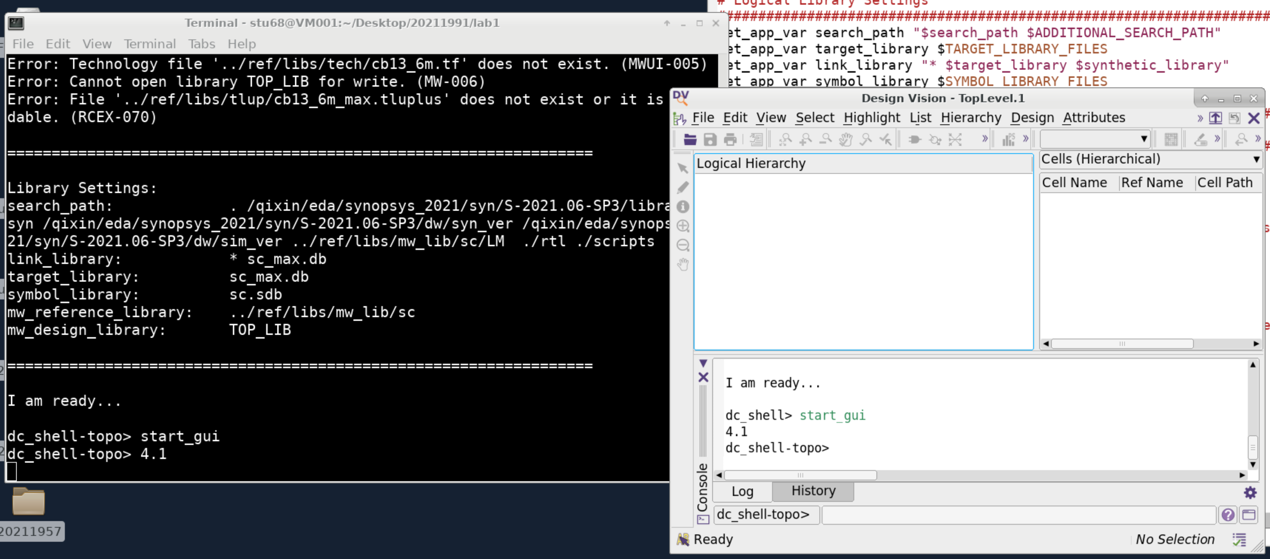 Terminal - stu68@VM001:~/Desktop/20211991/lab1
File Edit View Terminal Tabs Help
Error: Technology file '../ref/libs/tech/cb13_6m.tf' does not exist. (MWUI-005)
Error: Cannot open library TOP_LIB for write. (MW-006)
Error: File '../ref/libs/tlup/cb13_6m_max.tluplus' does not exist or it is
dable. (RCEX-070)
==================================================================
Library Settings:
search_path: . /qixin/eda/synopsys_2021/syn/S-2021.06-SP3/libra
syn /qixin/eda/synopsys_2021/syn/S-2021.06-SP3/dw/syn_ver /qixin/eda/synops
21/syn/S-2021.06-SP3/dw/sim_ver ../ref/libs/mw_lib/sc/LM ./rtl ./scripts
link_library: * sc_max.db
target_library: sc_max.db
symbol_library: sc.sdb
mw_reference_library: ../ref/libs/mw_lib/sc
mw_design_library: TOP_LIB
==================================================================
I am ready...
dc_shell-topo> start_gui
dc_shell-topo> 4.1
20211957
# Logical Library Settings
et_app_var search_path "$search_path $ADDITIONAL_SEARCH_PATH"
et_app_var target_library $TARGET_LIBRARY_FILES
et_app_var link_library "* $target_library $synthetic_library"
et_app_var symbol_library $SYMBOL_LIBRARY_FILES
DV
Design Vision - TopLevel.1
File Edit View Select Highlight List Hierarchy Design Attributes
Logical Hierarchy
Cells (Hierarchical)
Cell Name Ref Name Cell Path
I am ready...
dc_shell> start_gui
4.1
dc_shell-topo>
Console
Log History
dc_shell-topo>
Ready
No Selection